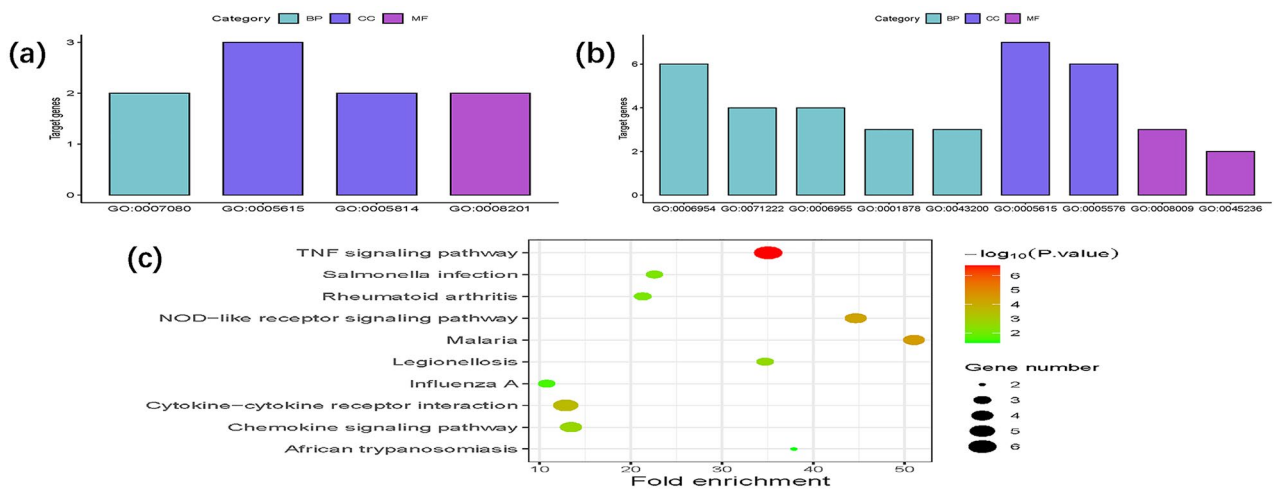 Category BP CC MF
(a)
Target genes
3
2
1
0
GO:0007080 GO:0005615 GO:0005814 GO:0008201
Category BP CC MF
(b)
Target genes
6
4
2
0
GO:0006954 GO:0071222 GO:0006955 GO:0001878 GO:0043200 GO:0005615 GO:0005576 GO:0008009 GO:0045236
(c)
TNF signaling pathway
Salmonella infection
Rheumatoid arthritis
NOD-like receptor signaling pathway
Malaria
Legionellosis
Influenza A
Cytokine-cytokine receptor interaction
Chemokine signaling pathway
African trypanosomiasis
10 20 30 40 50
Fold enrichment
-log10(P.value)
6
5
4
3
2
Gene number
2
3
4
5
6